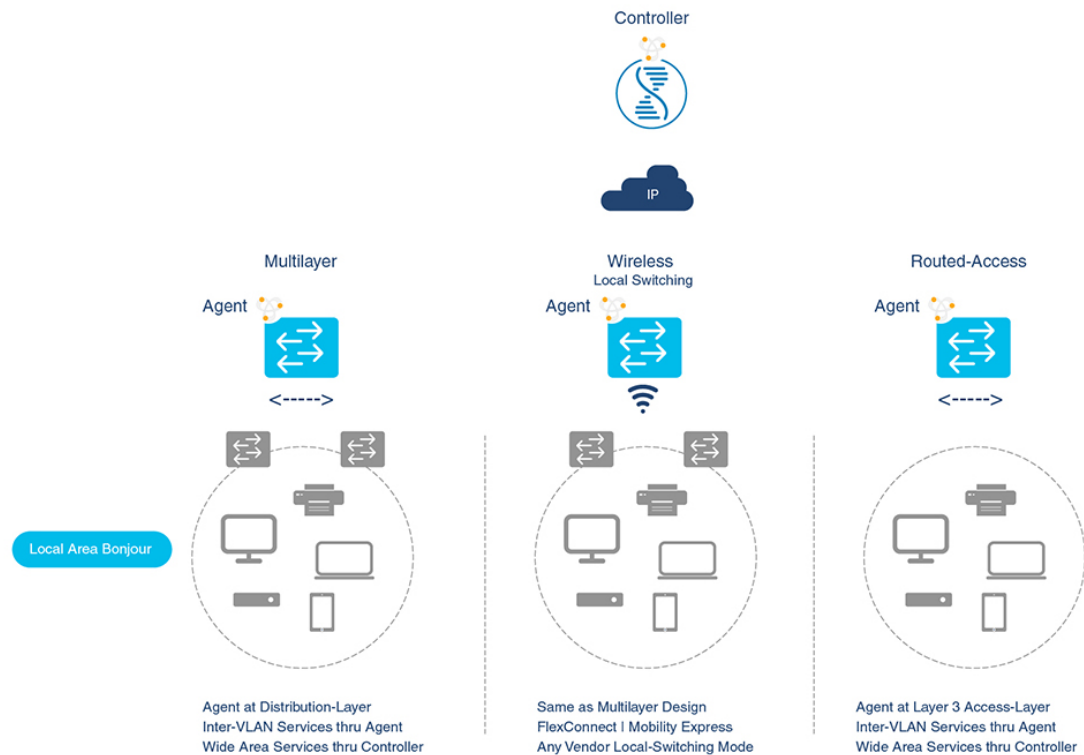 Controller
IP
Multilayer
Wireless
Local Switching
Routed-Access
Agent
Agent
Agent
<----->
<----->
Local Area Bonjour
Agent at Distribution-Layer
Inter-VLAN Services thru Agent
Wide Area Services thru Controller
Same as Multilayer Design
FlexConnect | Mobility Express
Any Vendor Local-Switching Mode
Agent at Layer 3 Access-Layer
Inter-VLAN Services thru Agent
Wide Area Services thru Controller